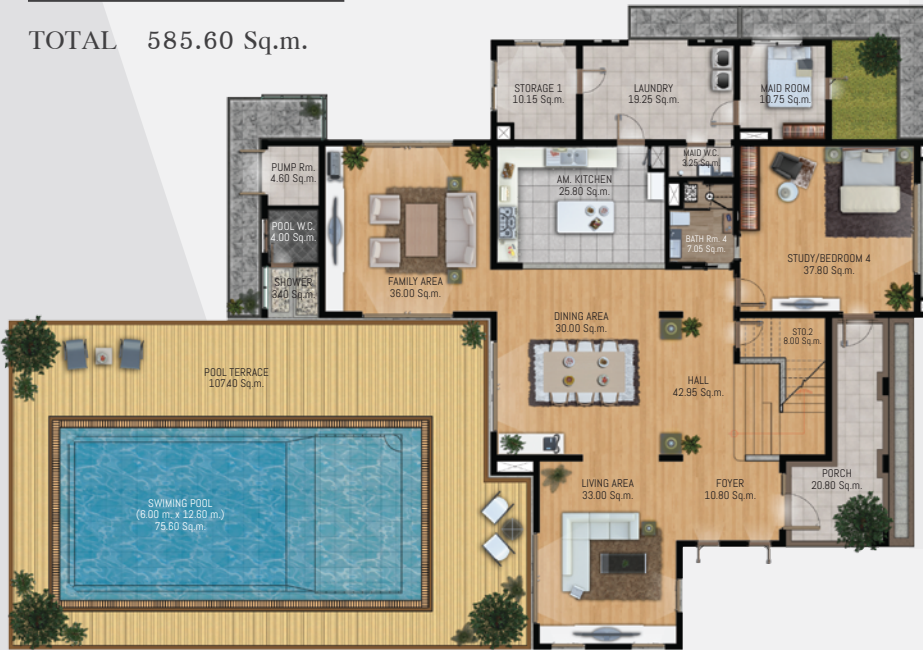 TOTAL 585.60 Sq.m.
STORAGE 1
10.15 Sq.m.
LAUNDRY
19.25 Sq.m.
MAID ROOM
10.75 Sq.m.
MAID W.C.
3.25 Sq.m.
PUMP Rm.
4.60 Sq.m.
AM. KITCHEN
25.80 Sq.m.
POOL W.C.
4.00 Sq.m.
BATH Rm. 4
7.05 Sq.m.
STUDY/BEDROOM 4
37.80 Sq.m.
SHOWER
3.40 Sq.m.
FAMILY AREA
36.00 Sq.m.
DINING AREA
30.00 Sq.m.
STO.2
8.00 Sq.m.
POOL TERRACE
107.40 Sq.m.
HALL
42.95 Sq.m.
PORCH
20.80 Sq.m.
LIVING AREA
33.00 Sq.m.
FOYER
10.80 Sq.m.
SWIMING POOL
(6.00 m. x 12.60 m.)
75.60 Sq.m.